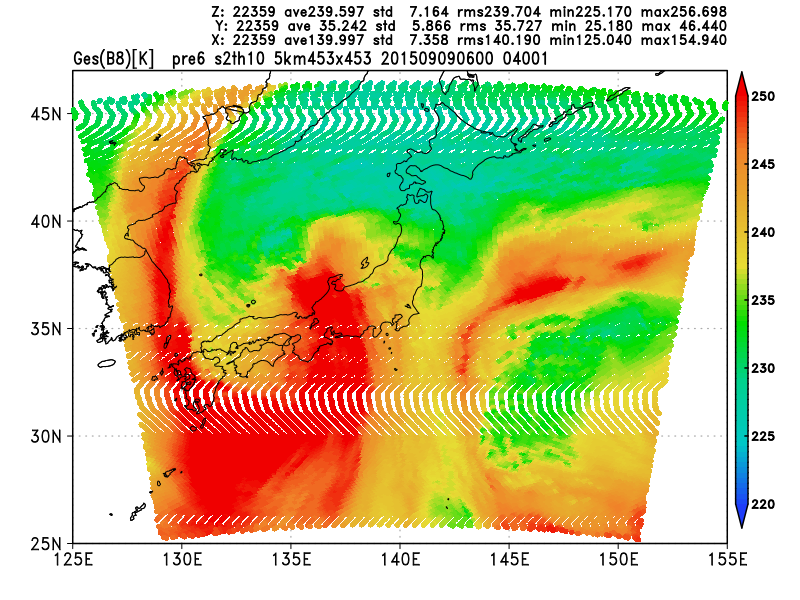 Z: 22359 ave239.597 std 7.164 rms239.704 min225.170 max256.698
Y: 22359 ave 35.242 std 5.866 rms 35.727 min 25.180 max 46.440
X: 22359 ave139.997 std 7.358 rms140.190 min125.040 max154.940
Ges(B8)[K] pre6 s2th10 5km453x453 201509090600 04001
45N
40N
35N
30N
25N
125E 130E 135E 140E 145E 150E 155E
250
245
240
235
230
225
220